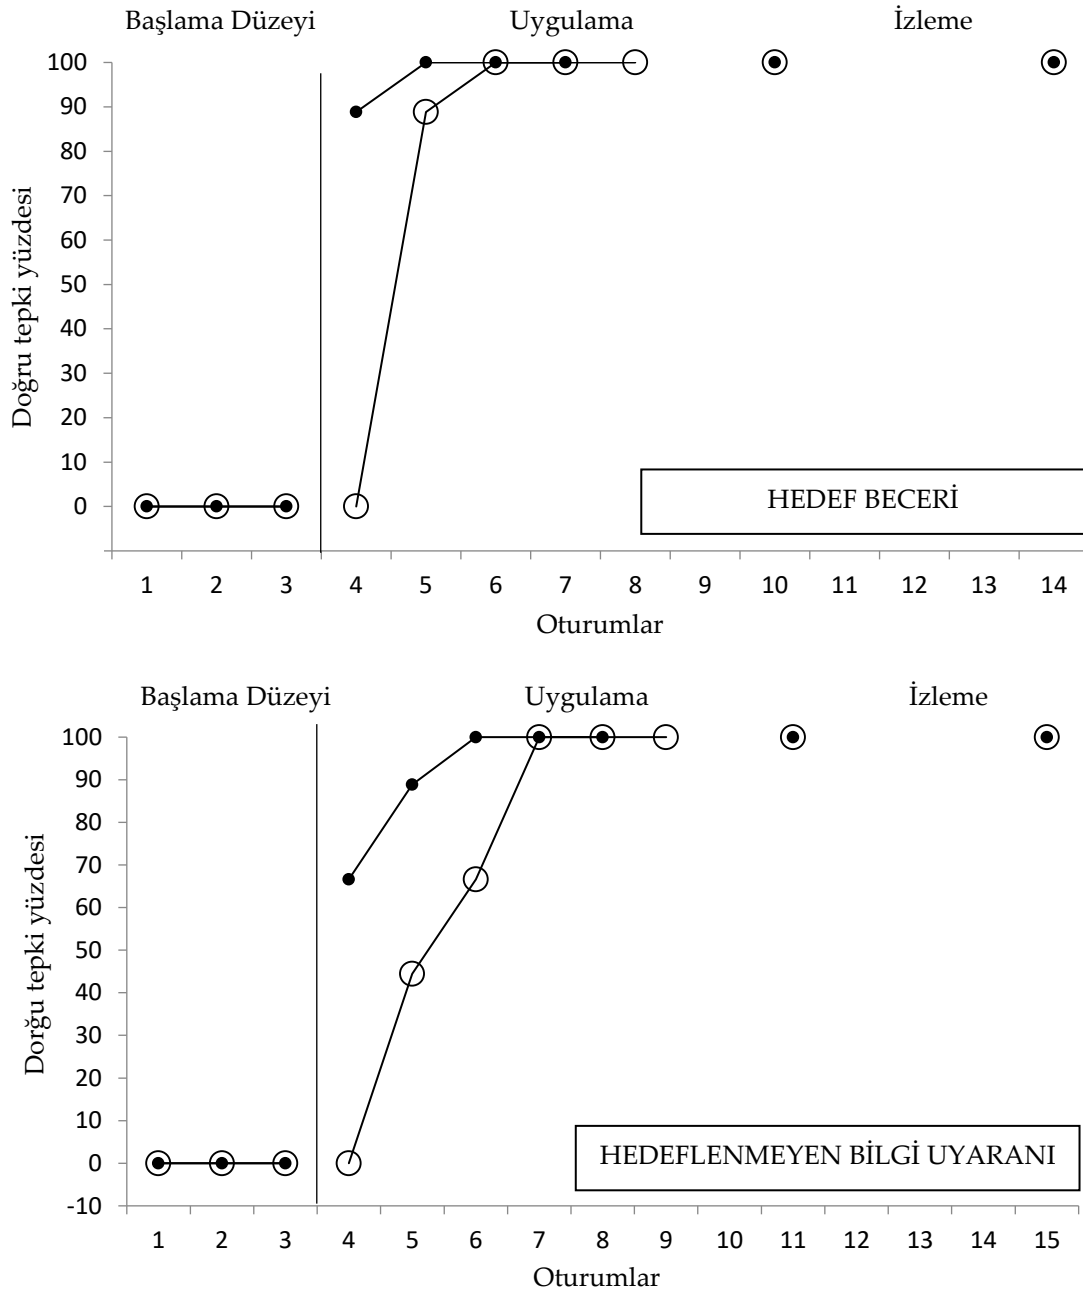 Başlama Düzeyi Uygulama İzleme
100
90
80
70
60
50
40
30
20
10
0
Doğru tepki yüzdesi
HEDEF BECERİ
1 2 3 4 5 6 7 8 9 10 11 12 13 14
Oturumlar
Başlama Düzeyi Uygulama İzleme
100
90
80
70
60
50
40
30
20
10
0
-10
Dorğu tepki yüzdesi
HEDEFLENMEYEN BİLGİ UYARANI
1 2 3 4 5 6 7 8 9 10 11 12 13 14 15
Oturumlar